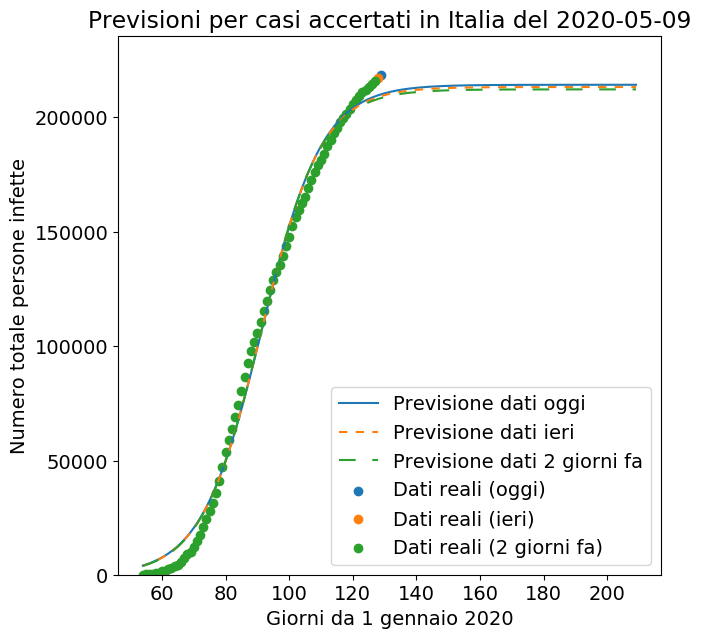 Previsioni per casi accertati in Italia del 2020-05-09
Numero totale persone infette
200000
150000
100000
50000
0
Previsione dati oggi
Previsione dati ieri
Previsione dati 2 giorni fa
Dati reali (oggi)
Dati reali (ieri)
Dati reali (2 giorni fa)
60 80 100 120 140 160 180 200
Giorni da 1 gennaio 2020